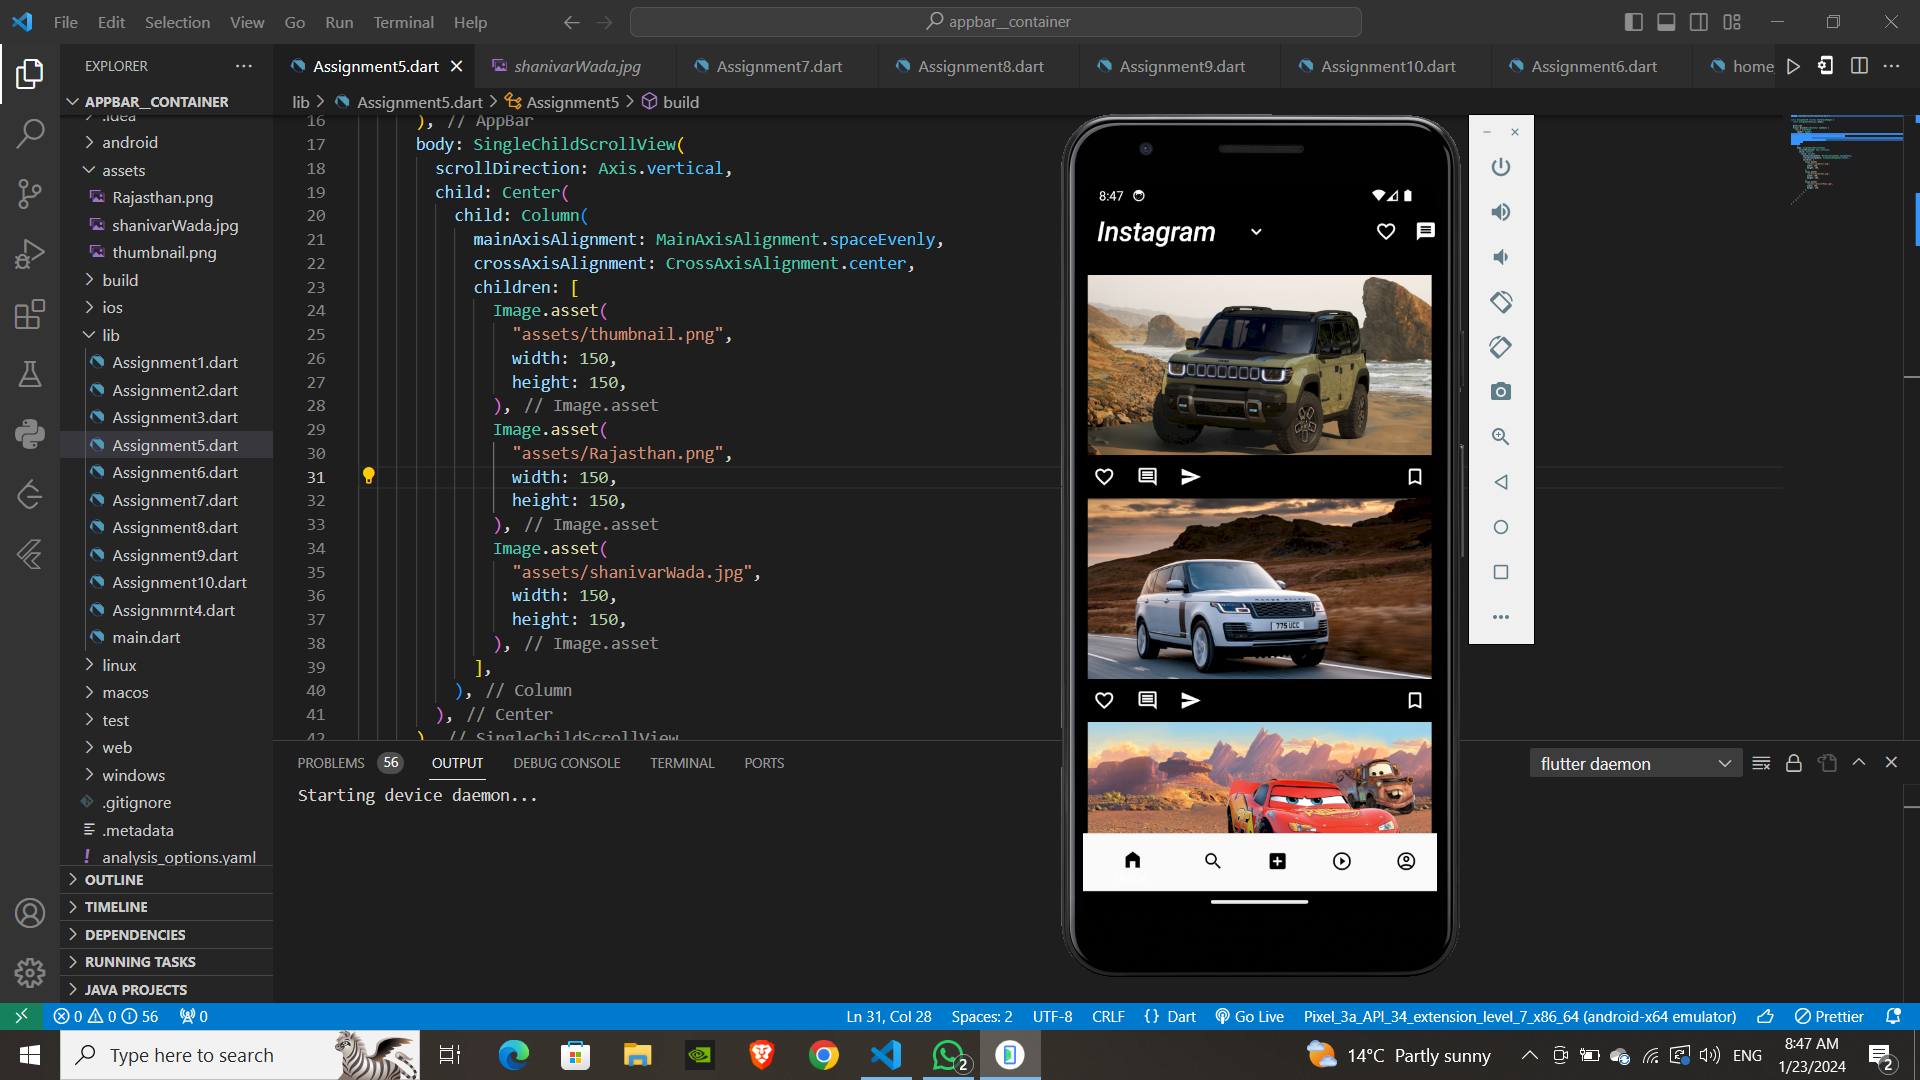 File Edit Selection View Go Run Terminal Help
appbar__container
EXPLORER
Assignment5.dart
shanivarWada.jpg
Assignment7.dart
Assignment8.dart
Assignment9.dart
Assignment10.dart
Assignment6.dart
home
APPBAR__CONTAINER
lib > Assignment5.dart > Assignment5 > build
.idea
android
assets
Rajasthan.png
shanivarWada.jpg
thumbnail.png
build
ios
lib
Assignment1.dart
Assignment2.dart
Assignment3.dart
Assignment5.dart
Assignment6.dart
Assignment7.dart
Assignment8.dart
Assignment9.dart
Assignment10.dart
Assignmrnt4.dart
main.dart
linux
macos
test
web
windows
.gitignore
.metadata
analysis_options.yaml
OUTLINE
TIMELINE
DEPENDENCIES
RUNNING TASKS
JAVA PROJECTS
16 ), // AppBar
17 body: SingleChildScrollView(
18 scrollDirection: Axis.vertical,
19 child: Center(
20 child: Column(
21 mainAxisAlignment: MainAxisAlignment.spaceEvenly,
22 crossAxisAlignment: CrossAxisAlignment.center,
23 children: [
24 Image.asset(
25 "assets/thumbnail.png",
26 width: 150,
27 height: 150,
28 ), // Image.asset
29 Image.asset(
30 "assets/Rajasthan.png",
31 width: 150,
32 height: 150,
33 ), // Image.asset
34 Image.asset(
35 "assets/shanivarWada.jpg",
36 width: 150,
37 height: 150,
38 ), // Image.asset
39 ],
40 ), // Column
41 ), // Center
42 ), // SingleChildScrollView
8:47
Instagram
775 UCC
PROBLEMS 56 OUTPUT DEBUG CONSOLE TERMINAL PORTS
flutter daemon
Starting device daemon...
0 0 56 0
Ln 31, Col 28 Spaces: 2 UTF-8 CRLF {} Dart Go Live Pixel_3a_API_34_extension_level_7_x86_64 (android-x64 emulator) Prettier
Type here to search
2
14°C Partly sunny
ENG
8:47 AM
1/23/2024
2